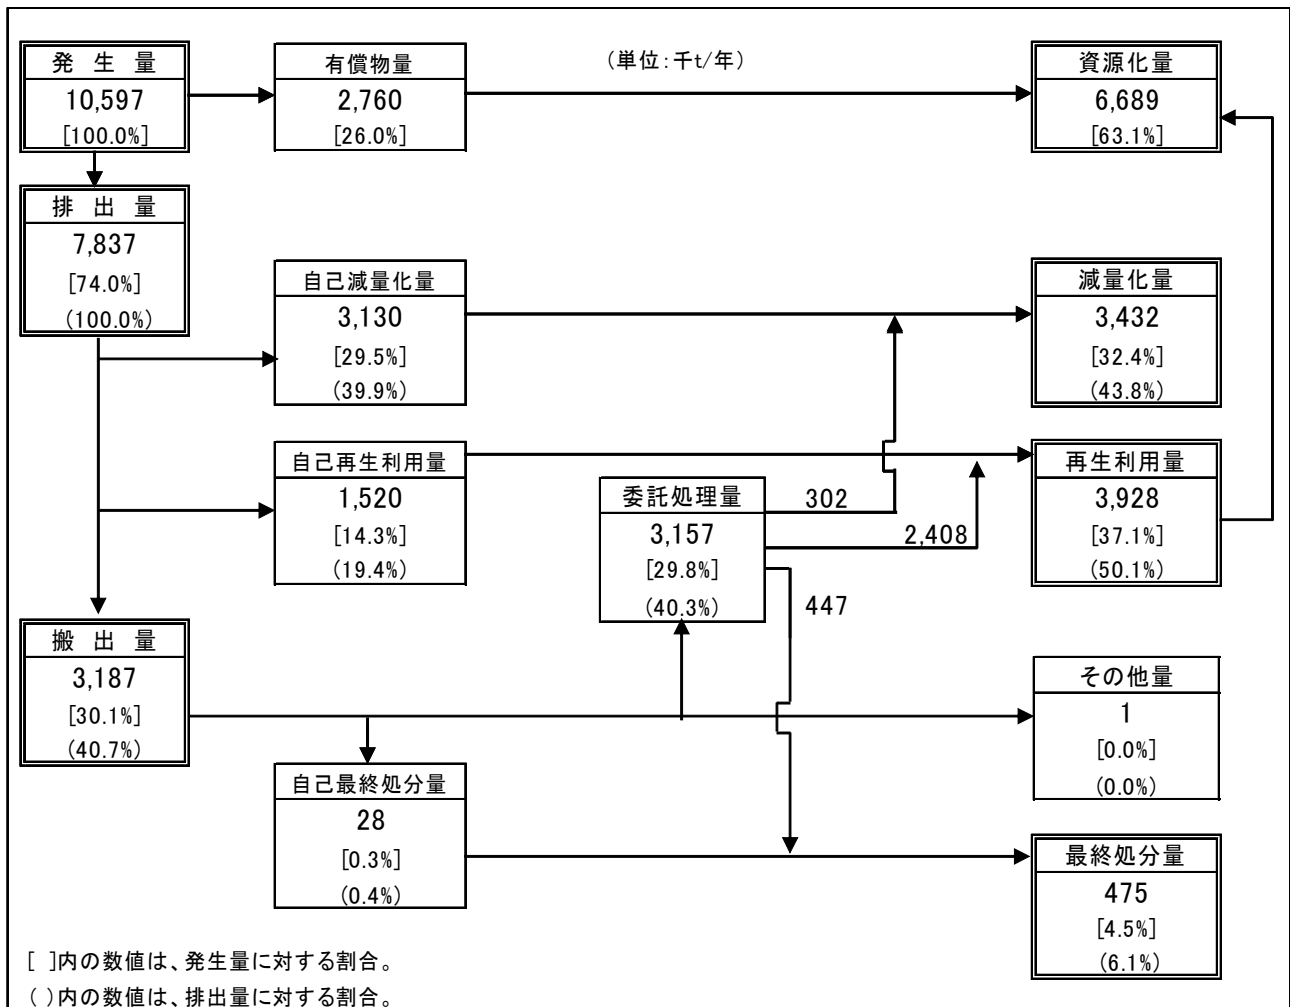 発 生 量
10,597
[100.0%]
有償物量
2,760
[26.0%]
(単位:千t/年)
資源化量
6,689
[63.1%]
排 出 量
7,837
[74.0%]
(100.0%)
自己減量化量
3,130
[29.5%]
(39.9%)
減量化量
3,432
[32.4%]
(43.8%)
自己再生利用量
1,520
[14.3%]
(19.4%)
委託処理量
3,157
[29.8%]
(40.3%)
302
2,408
447
再生利用量
3,928
[37.1%]
(50.1%)
搬 出 量
3,187
[30.1%]
(40.7%)
その他量
1
[0.0%]
(0.0%)
自己最終処分量
28
[0.3%]
(0.4%)
最終処分量
475
[4.5%]
(6.1%)
[ ]内の数値は、発生量に対する割合。
( )内の数値は、排出量に対する割合。